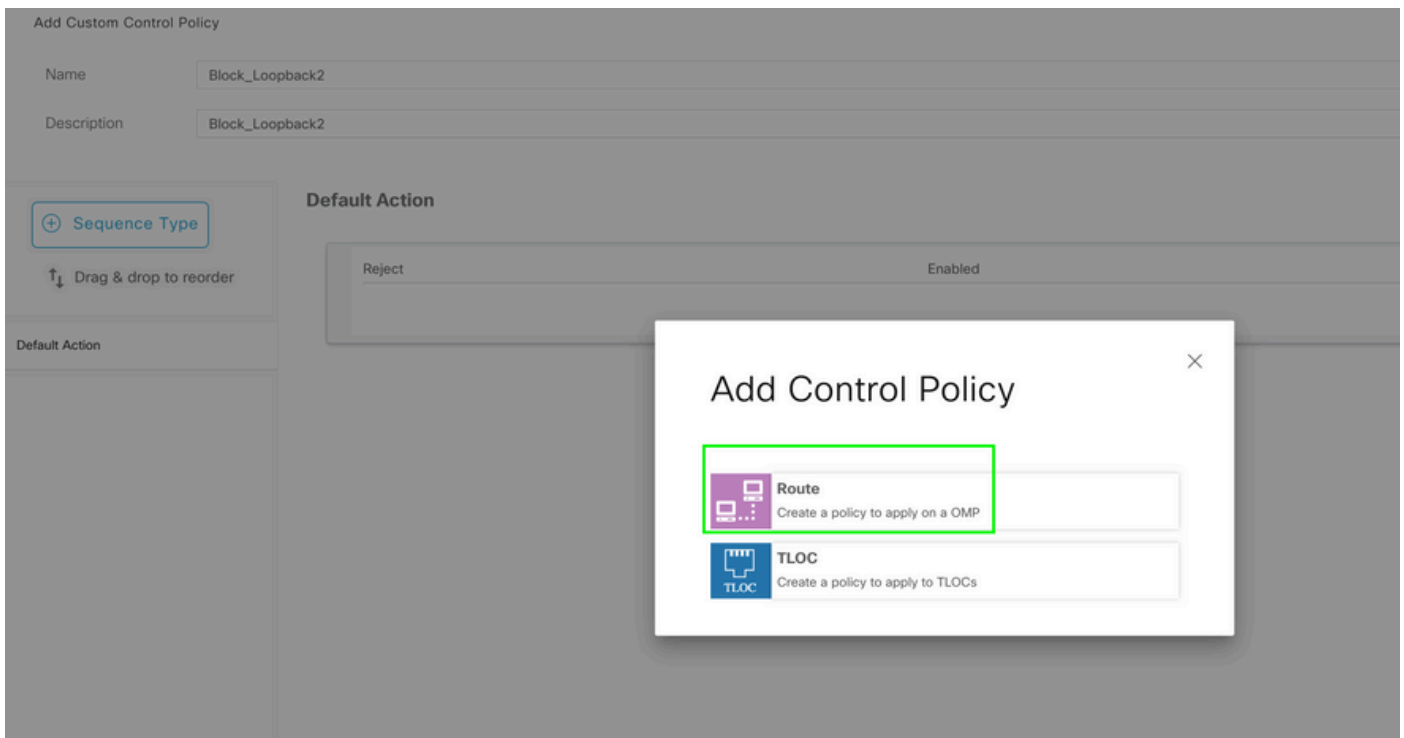 Add Custom Control Policy
Name
Block_Loopback2
Description
Block_Loopback2
Sequence Type
Drag & drop to reorder
Default Action
Default Action
Reject
Enabled
Add Control Policy
Route
Create a policy to apply on a OMP
TLOC
TLOC
Create a policy to apply to TLOCs